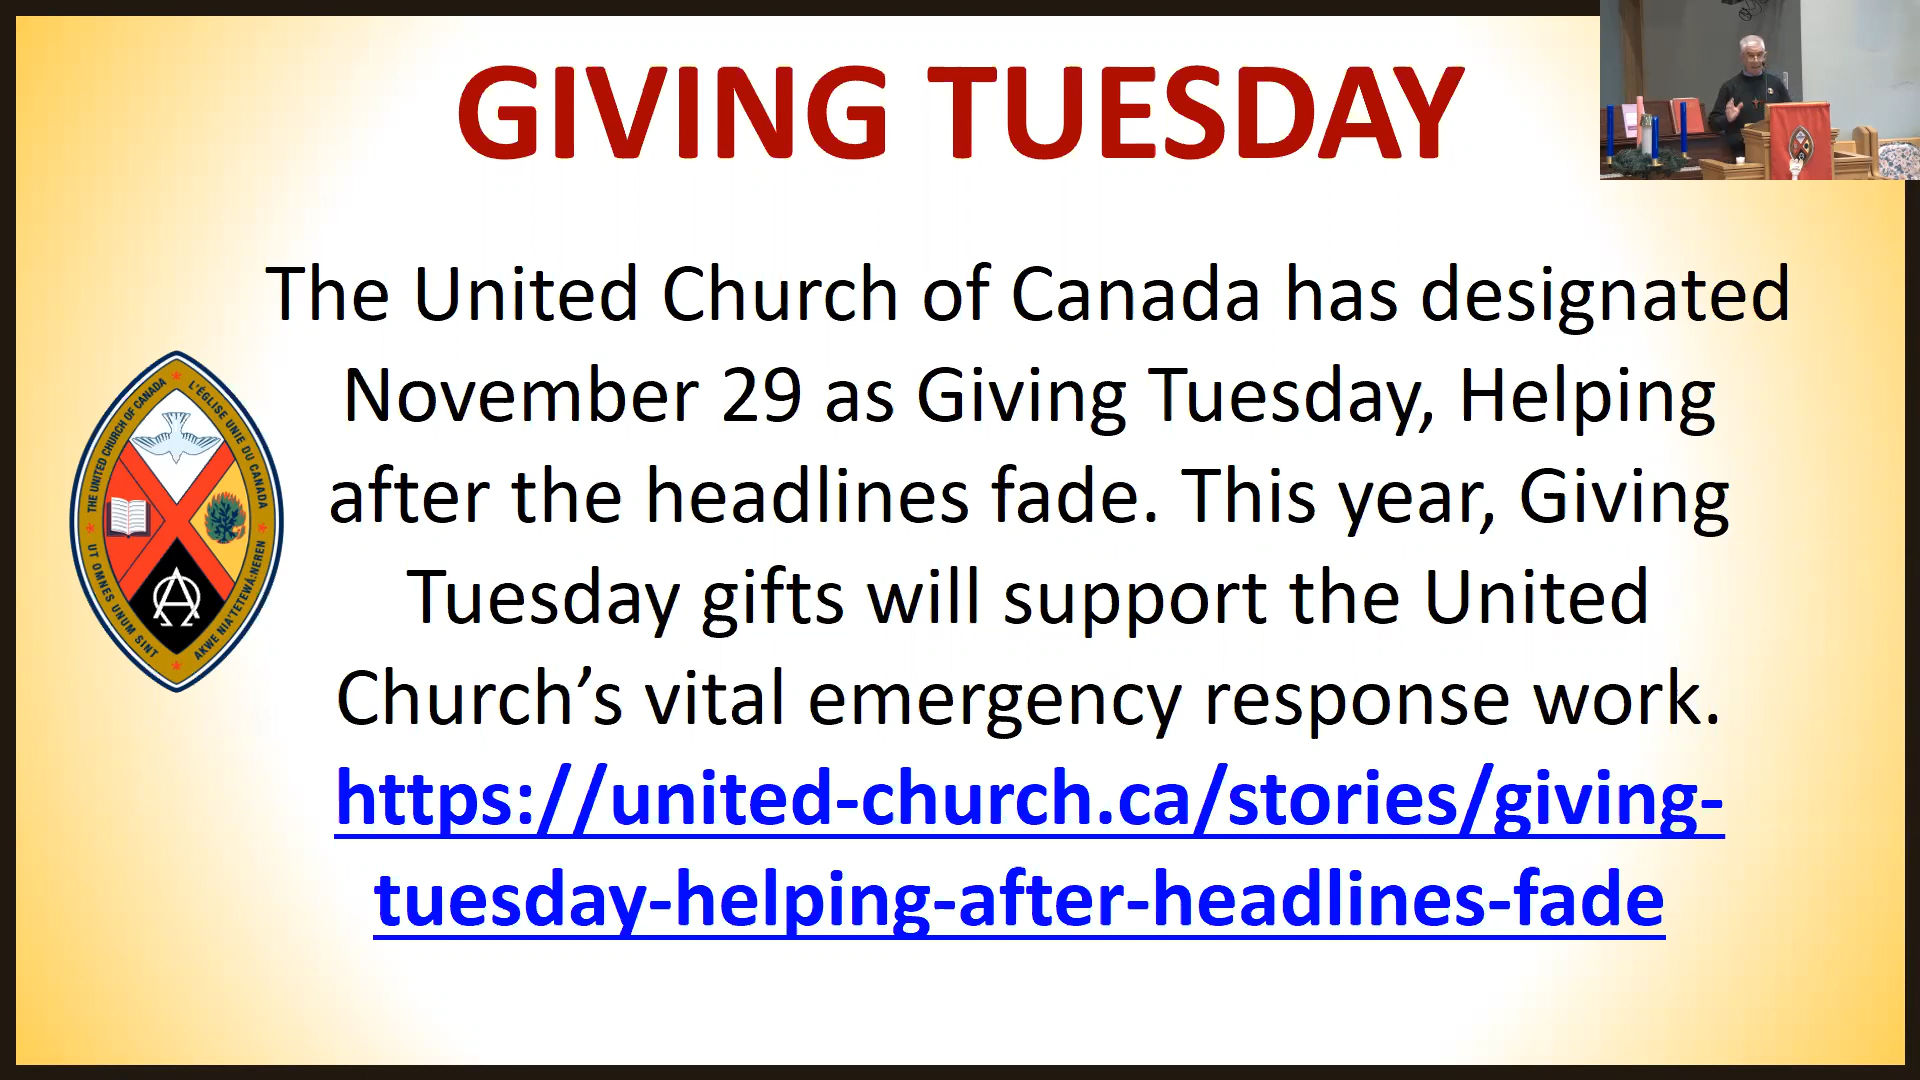 GIVING TUESDAY
The United Church of Canada has designated
November 29 as Giving Tuesday, Helping
after the headlines fade. This year, Giving
Tuesday gifts will support the United
Church’s vital emergency response work.
https://united-church.ca/stories/giving-
tuesday-helping-after-headlines-fade
THE UNITED CHURCH OF CANADA
L'ÉGLISE UNIE DU CANADA
UT OMNES UNUM SINT
AKWE NIA'TETEWÁ:NEREN
ΑΩ